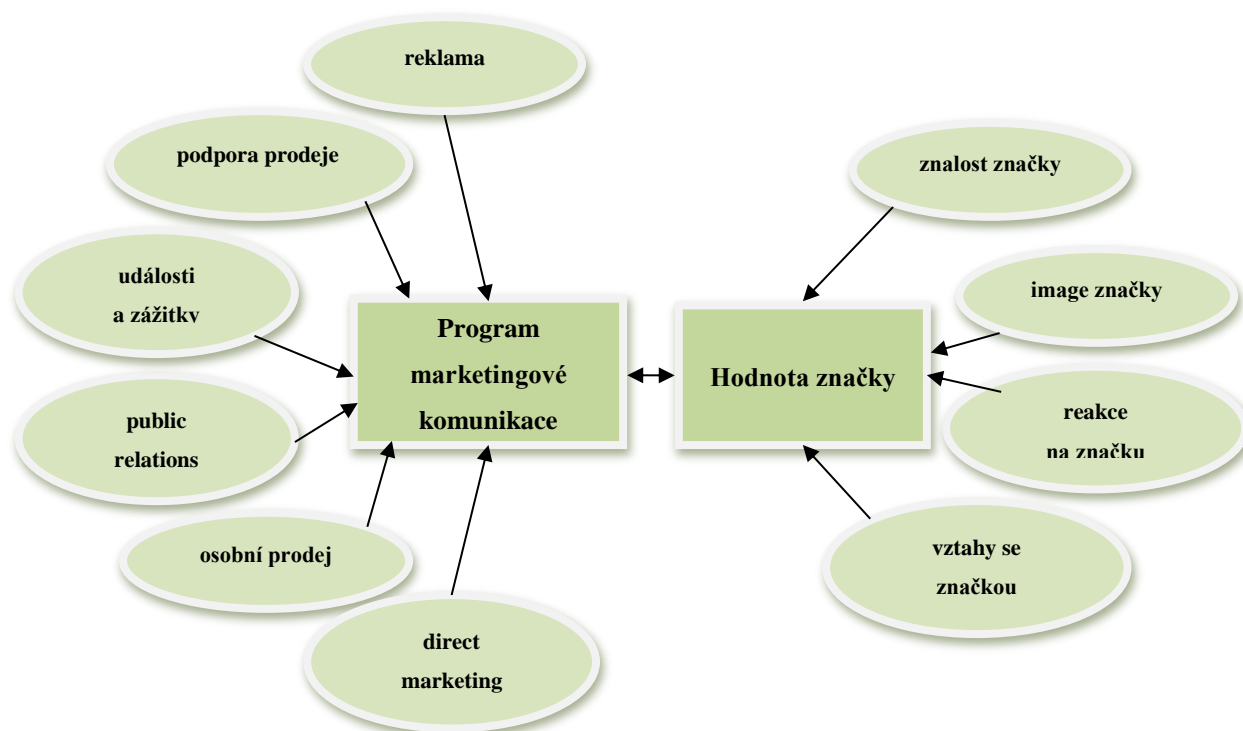 reklama
podpora prodeje
události
a zážitky
public
relations
osobní prodej
direct
marketing
Program
marketingové
komunikace
Hodnota značky
znalost značky
image značky
reakce
na značku
vztahy se
značkou